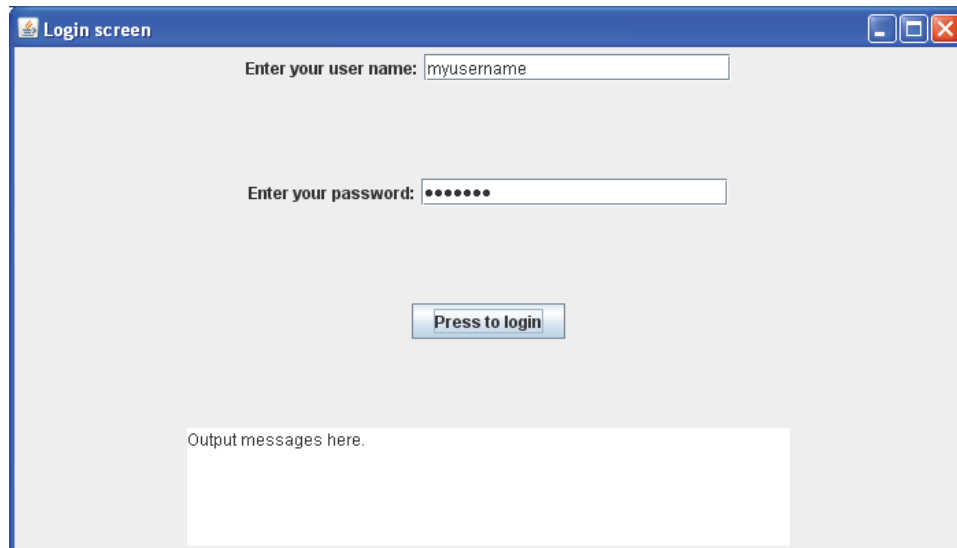 Login screen
Enter your user name: myusername
Enter your password: •••••••
Press to login
Output messages here.